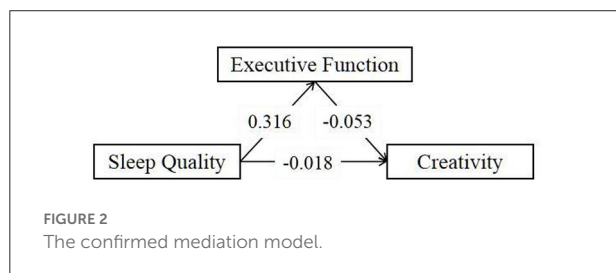 Executive Function
0.316
-0.053
Sleep Quality
-0.018
Creativity
FIGURE 2
The confirmed mediation model.